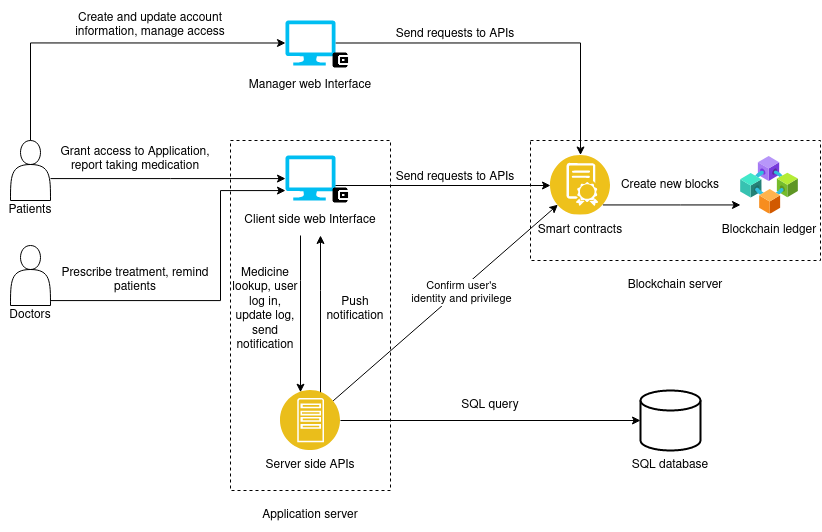 Create and update account
information, manage access
Send requests to APIs
Manager web Interface
Grant access to Application,
report taking medication
Patients
Send requests to APIs
Create new blocks
Client side web Interface
Smart contracts
Blockchain ledger
Prescribe treatment, remind
patients
Doctors
Medicine
lookup, user
log in,
update log,
send
notification
Push
notification
Confirm user's
identity and privilege
Blockchain server
SQL query
Server side APIs
SQL database
Application server